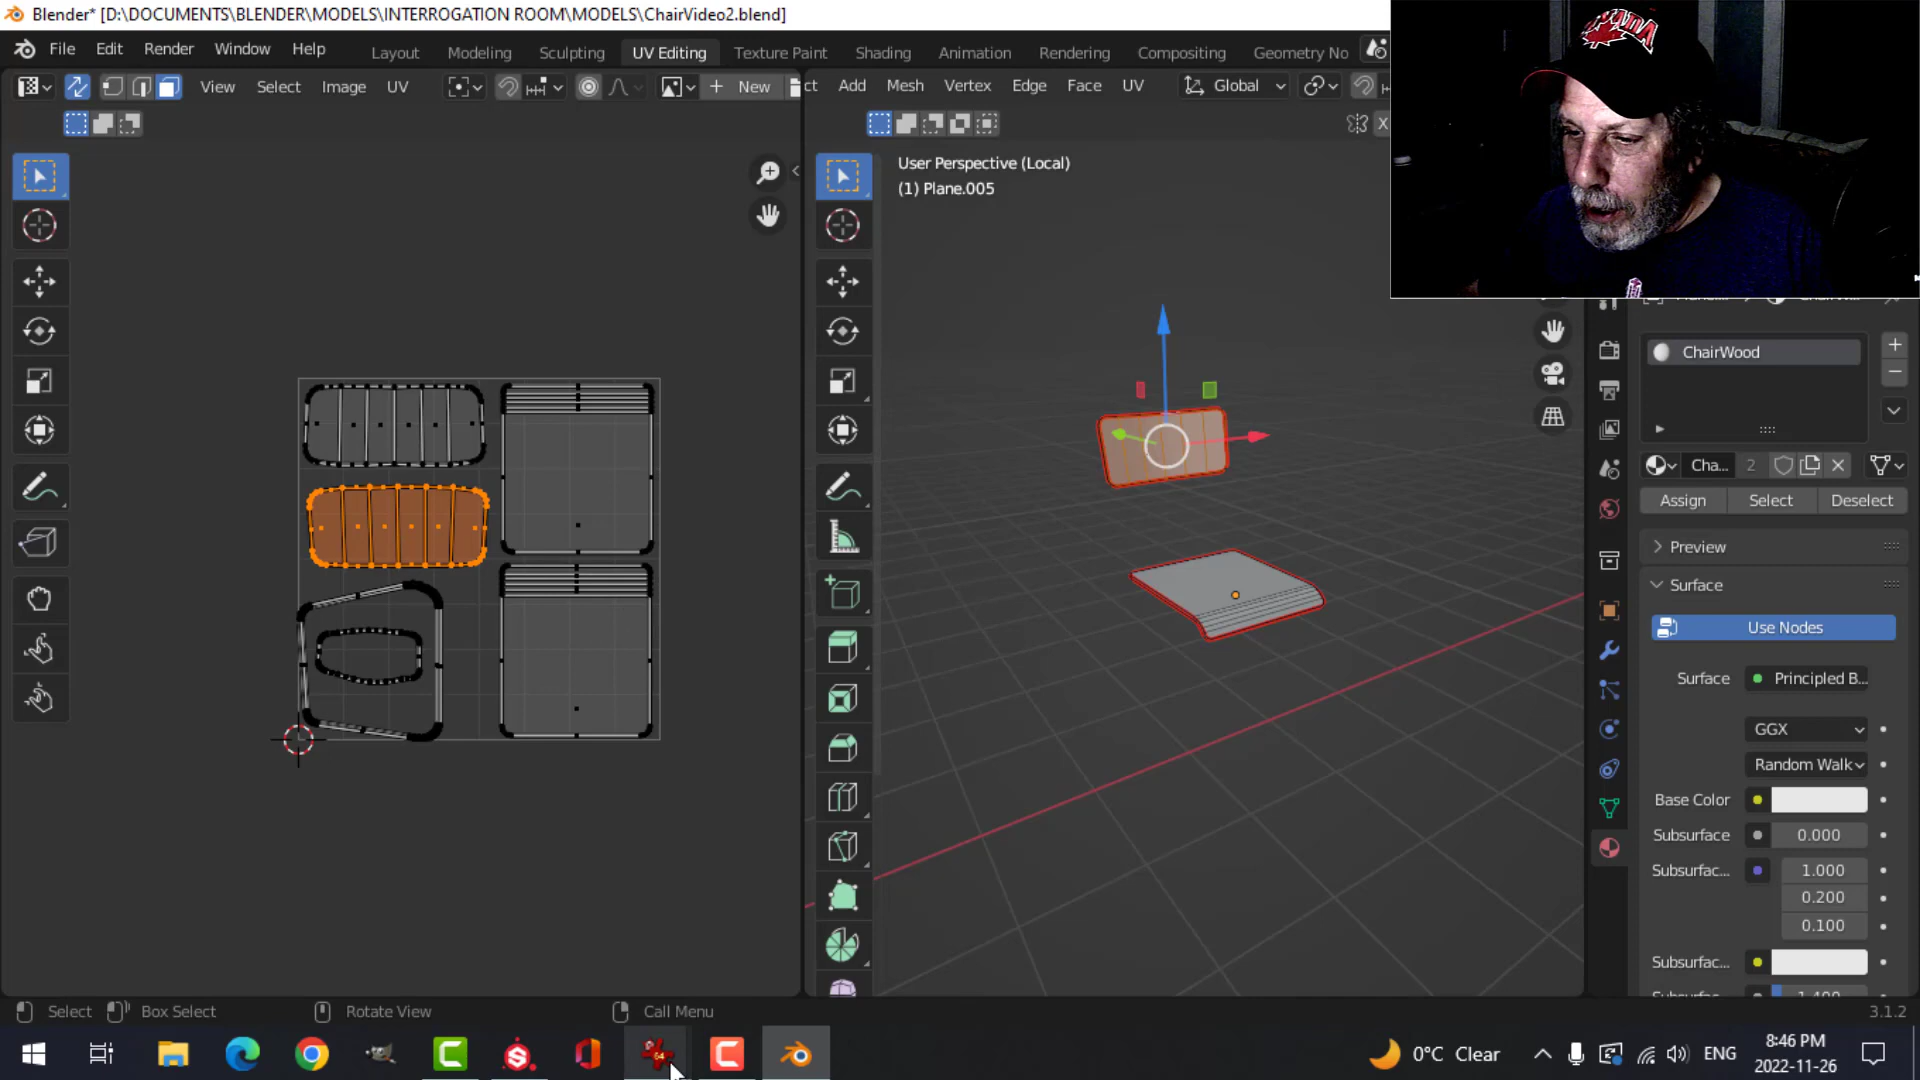 Blender* [D:\DOCUMENTS\BLENDER\MODELS\INTERROGATION ROOM\MODELS\ChairVideo2.blend]
File Edit Render Window Help Layout Modeling Sculpting UV Editing Texture Paint Shading Animation Rendering Compositing Geometry No
View Select Image UV New ct Add Mesh Vertex Edge Face UV Global
X
User Perspective (Local)
(1) Plane.005
ChairWood
Cha... 2
Assign Select Deselect
Preview
Surface
Use Nodes
Surface Principled B...
GGX
Random Walk
Base Color
Subsurface 0.000
Subsurfac... 1.000
0.200
0.100
Subsurfac...
Select Box Select Rotate View Call Menu 3.1.2
64 0°C Clear ENG 8:46 PM
2022-11-26